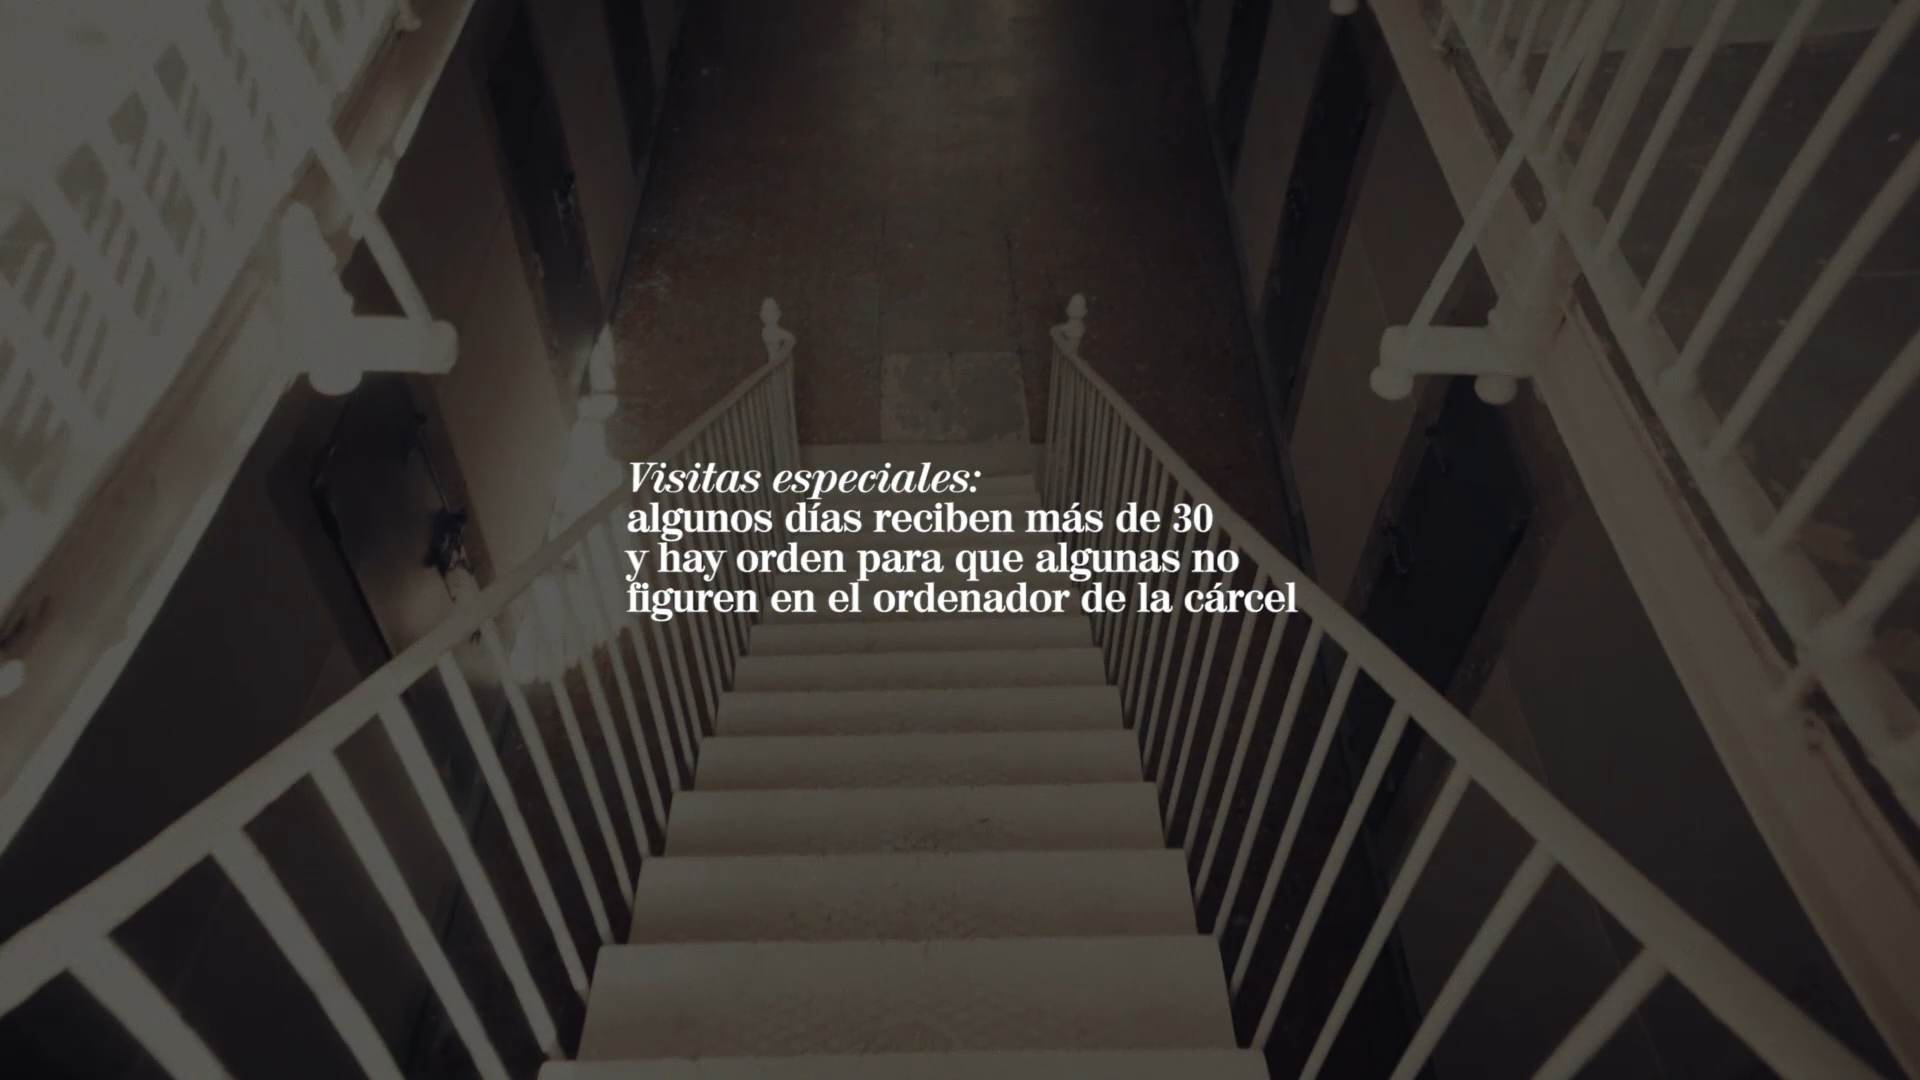 Visitas especiales:
algunos días reciben más de 30
y hay orden para que algunas no
figuren en el ordenador de la cárcel